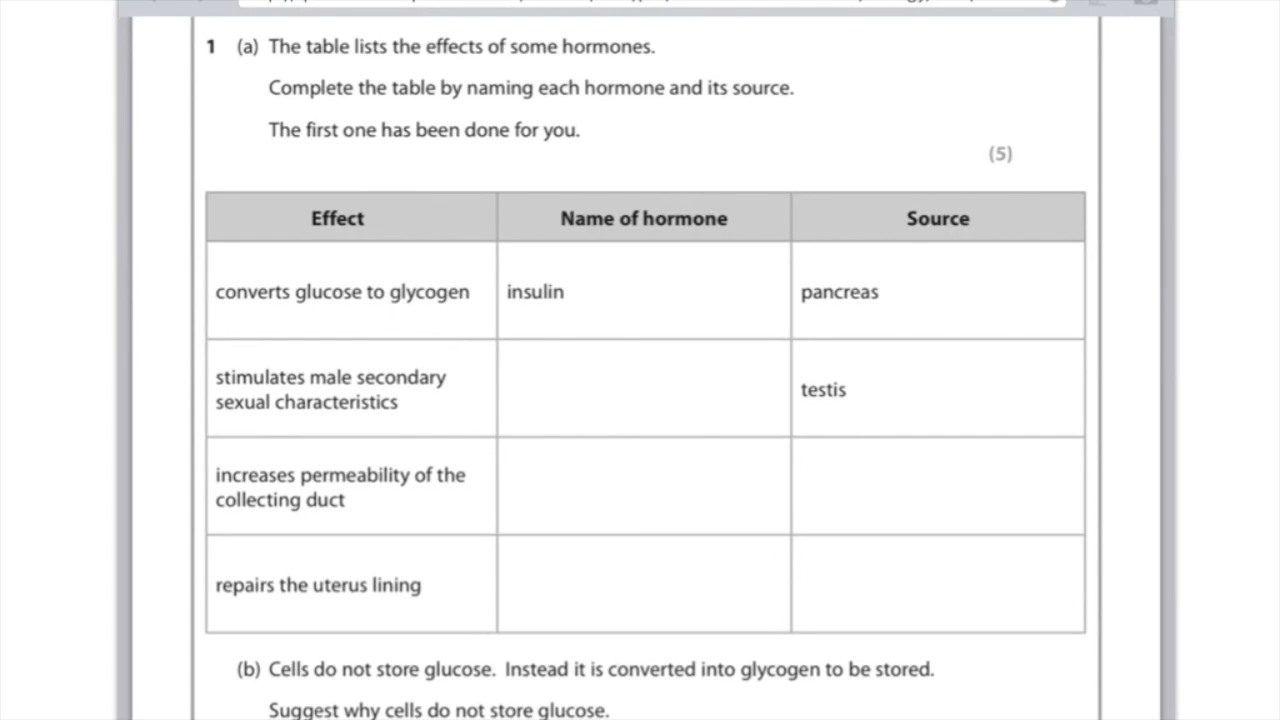 1 (a) The table lists the effects of some hormones.
Complete the table by naming each hormone and its source.
The first one has been done for you.
(5)
Effect Name of hormone Source
converts glucose to glycogen insulin pancreas
stimulates male secondary
sexual characteristics
testis
increases permeability of the
collecting duct
repairs the uterus lining
(b) Cells do not store glucose. Instead it is converted into glycogen to be stored.
Suggest why cells do not store glucose.